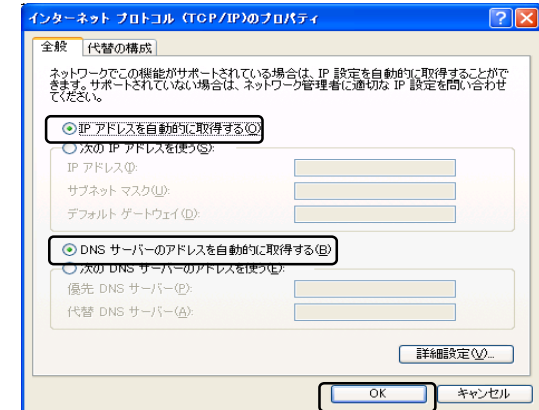 インターネット プロトコル (TCP/IP)のプロパティ
全般
代替の構成
ネットワークでこの機能がサポートされている場合は、IP 設定を自動的に取得することがで
きます。サポートされていない場合は、ネットワーク管理者に適切な IP 設定を問い合わせ
てください。
IP アドレスを自動的に取得する(O)
次の IP アドレスを使う(S):
IP アドレス(I):
サブネット マスク(U):
デフォルト ゲートウェイ(D):
DNS サーバーのアドレスを自動的に取得する(B)
次の DNS サーバーのアドレスを使う(E):
優先 DNS サーバー(P):
代替 DNS サーバー(A):
詳細設定(V)...
OK
キャンセル